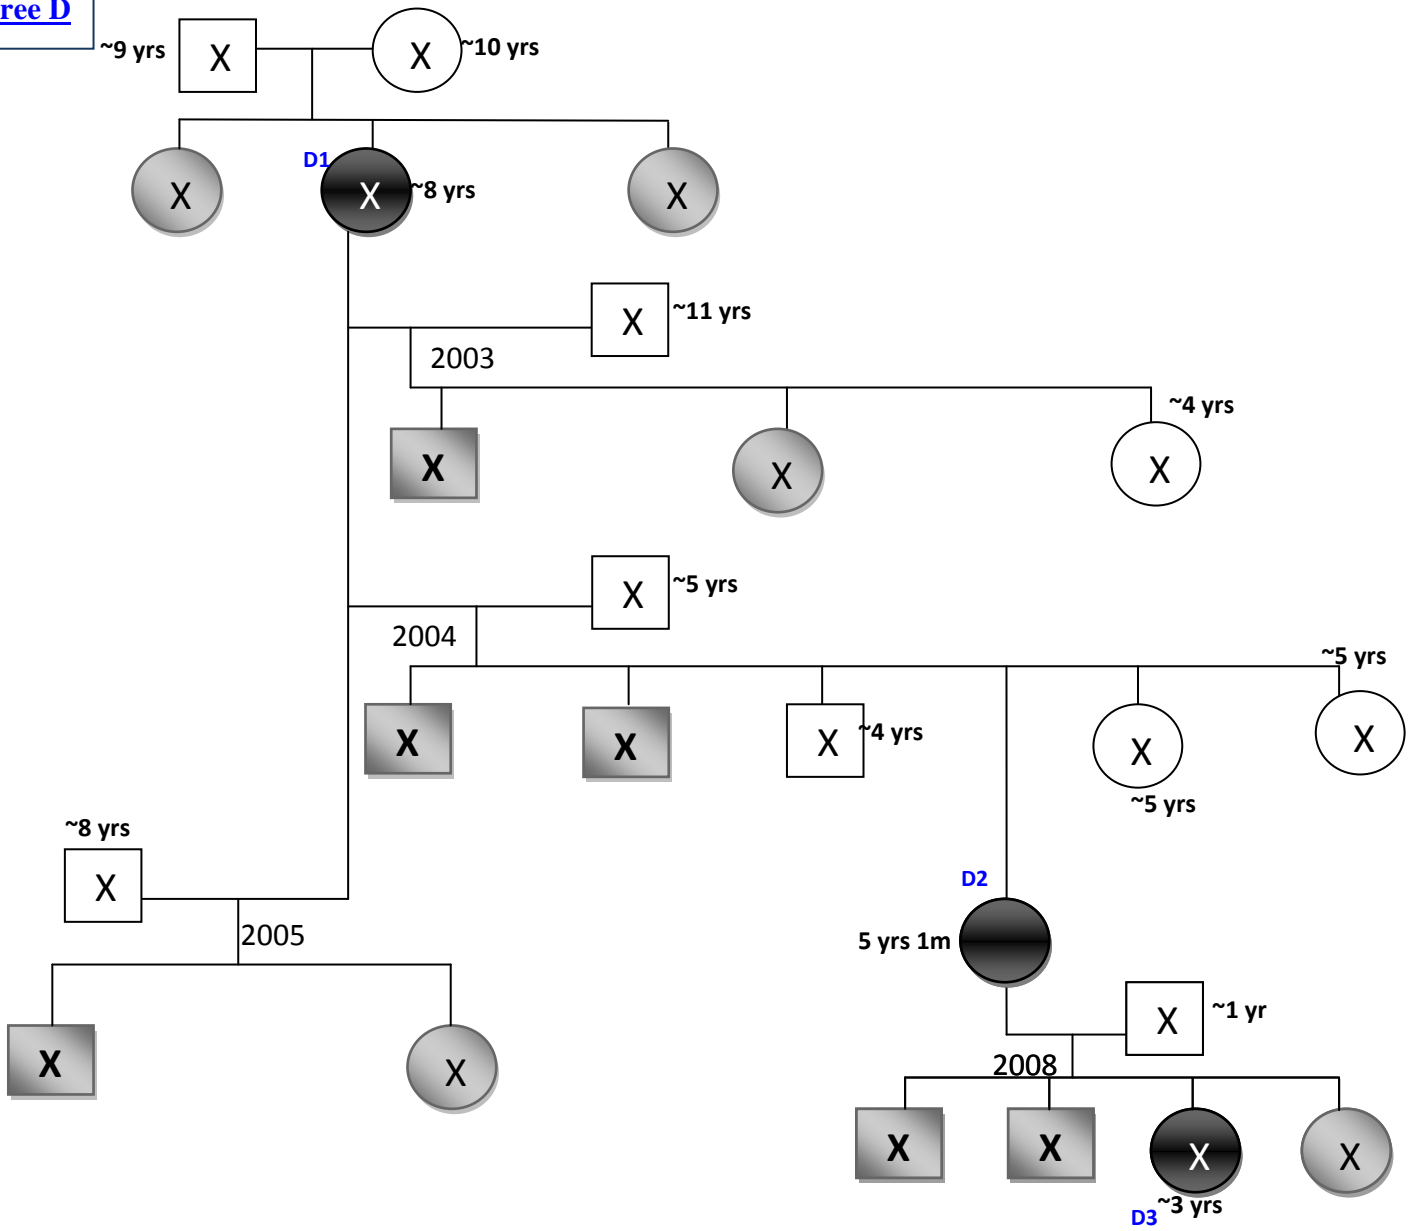 ree D
~9 yrs X X ~10 yrs
X D1 X ~8 yrs X
X ~11 yrs
2003
~4 yrs
X X X
X ~5 yrs
2004
~5 yrs
X X X ~4 yrs X X
~5 yrs
~8 yrs
X
D2
2005
5 yrs 1m
X ~1 yr
X X
2008
X X X X
D3 ~3 yrs